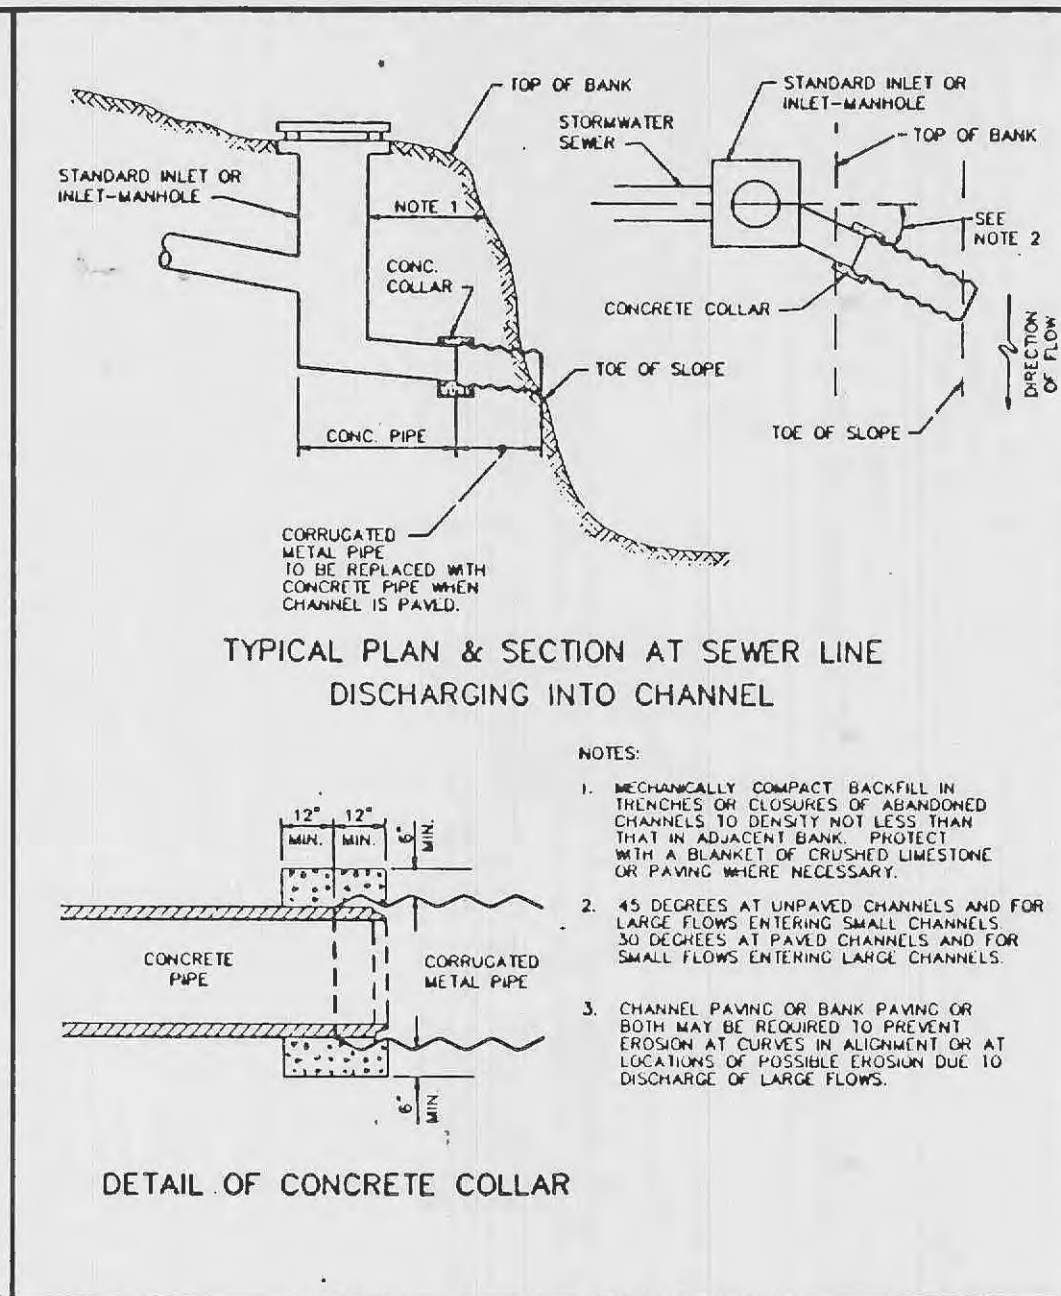 TOP OF BANK
STANDARD INLET OR
INLET-MANHOLE
STORMWATER
SEWER
TOP OF BANK
STANDARD INLET OR
INLET-MANHOLE
NOTE 1
SEE
NOTE 2
CONC.
COLLAR
CONCRETE COLLAR
DIRECTION
OF FLOW
TOE OF SLOPE
TOE OF SLOPE
CONC. PIPE
CORRUGATED
METAL PIPE
TO BE REPLACED WITH
CONCRETE PIPE WHEN
CHANNEL IS PAVED.
TYPICAL PLAN & SECTION AT SEWER LINE
DISCHARGING INTO CHANNEL
12" 12"
MIN. MIN.
6"
MIN.
CONCRETE
PIPE
CORRUGATED
METAL PIPE
6"
MIN.
DETAIL OF CONCRETE COLLAR
NOTES:
1. MECHANICALLY COMPACT BACKFILL IN
TRENCHES OR CLOSURES OF ABANDONED
CHANNELS TO DENSITY NOT LESS THAN
THAT IN ADJACENT BANK. PROTECT
WITH A BLANKET OF CRUSHED LIMESTONE
OR PAVING WHERE NECESSARY.
2. 45 DEGREES AT UNPAVED CHANNELS AND FOR
LARGE FLOWS ENTERING SMALL CHANNELS.
30 DEGREES AT PAVED CHANNELS AND FOR
SMALL FLOWS ENTERING LARGE CHANNELS.
3. CHANNEL PAVING OR BANK PAVING OR
BOTH MAY BE REQUIRED TO PREVENT
EROSION AT CURVES IN ALIGNMENT OR AT
LOCATIONS OF POSSIBLE EROSION DUE TO
DISCHARGE OF LARGE FLOWS.